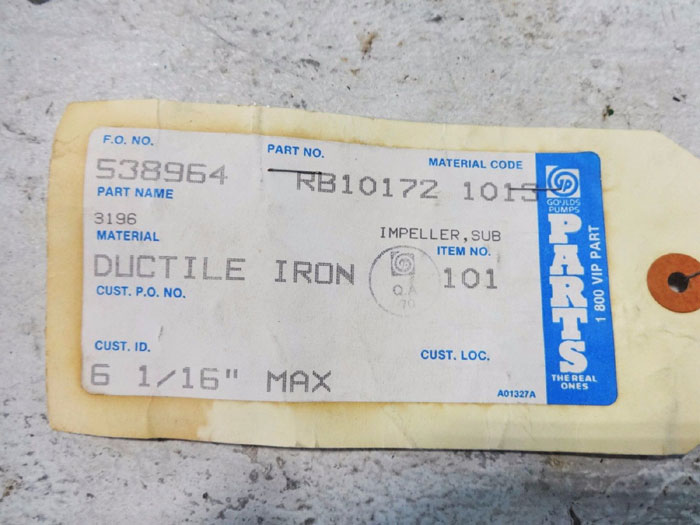 F.O. NO.
PART NO.
MATERIAL CODE
538964
RB10172 1013
PART NAME
3196
IMPELLER,SUB
MATERIAL
ITEM NO.
DUCTILE IRON
101
CUST. P.O. NO.
Q.A.
CUST. ID.
CUST. LOC.
6 1/16" MAX
A01327A
GOULDS
PUMPS
PARTS
1 800 VIP PART
THE REAL
ONES